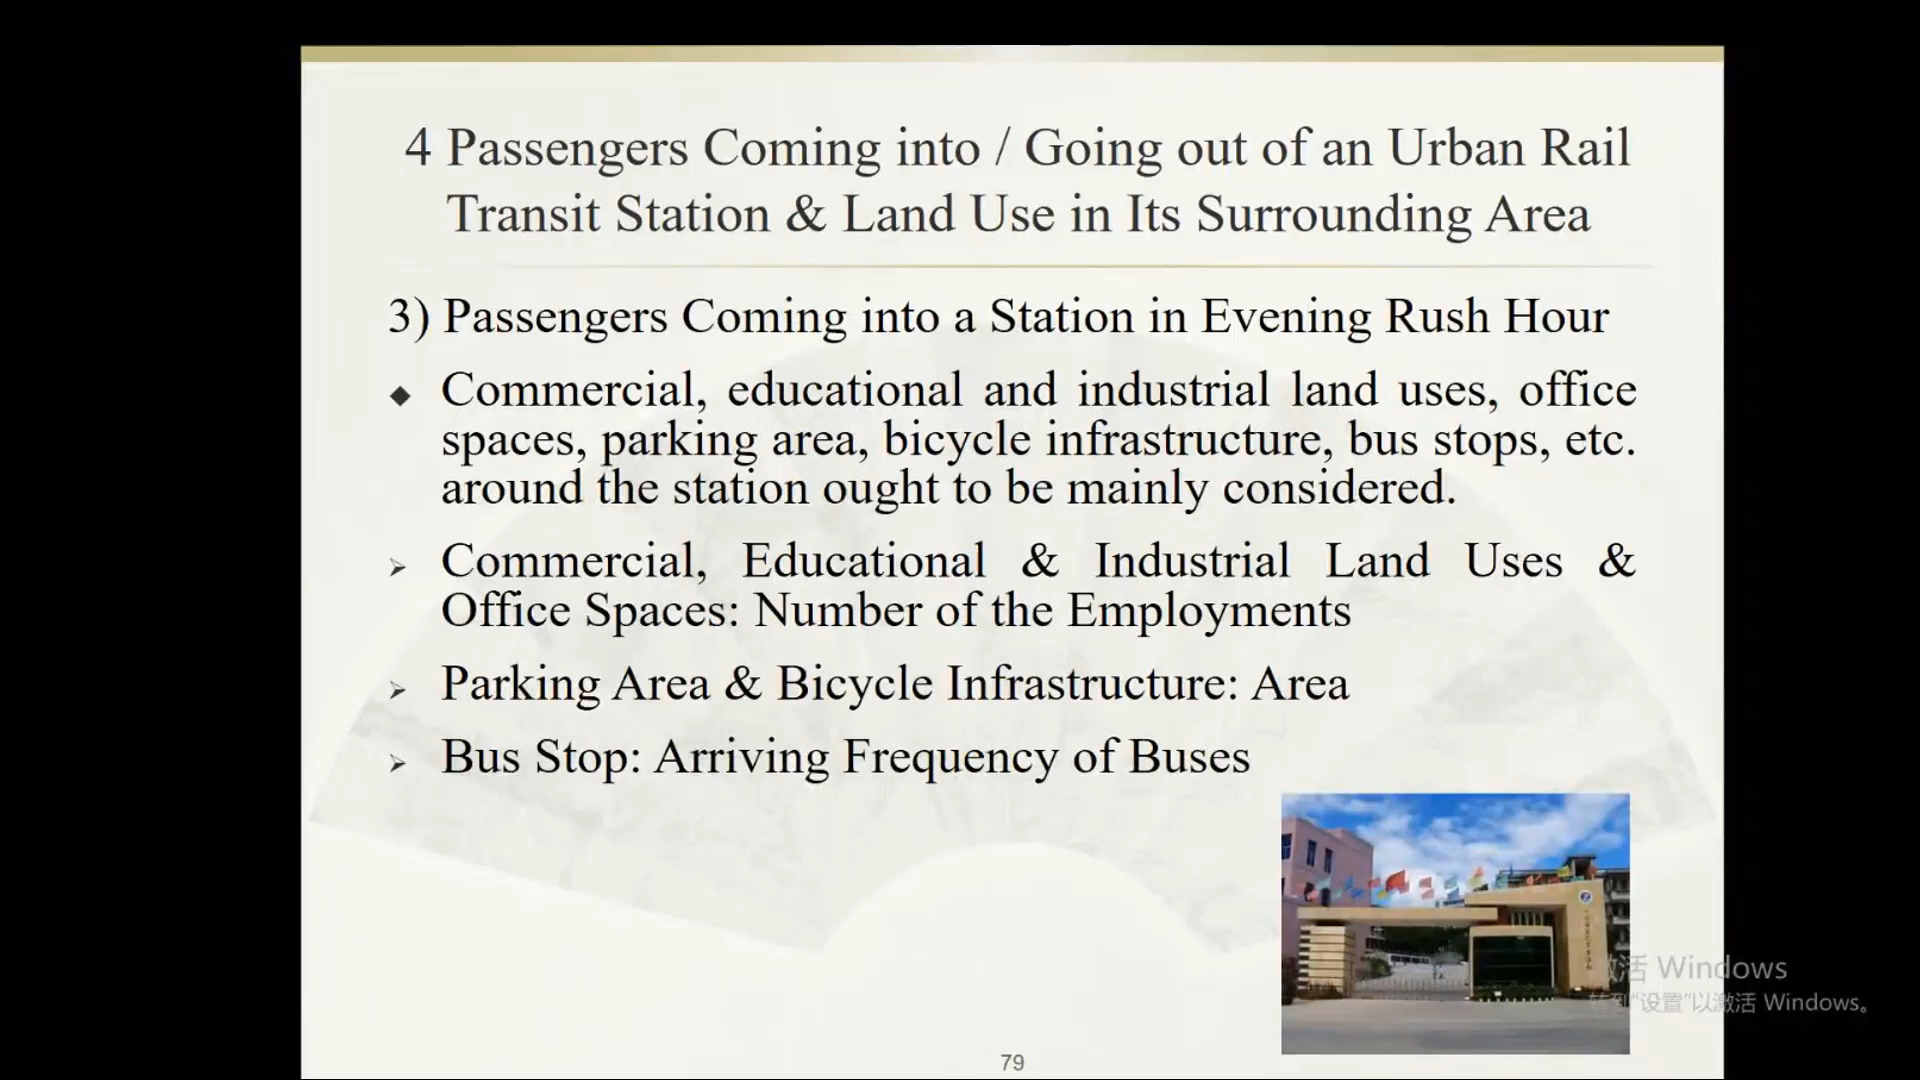 4 Passengers Coming into / Going out of an Urban Rail
Transit Station & Land Use in Its Surrounding Area
3) Passengers Coming into a Station in Evening Rush Hour
◆ Commercial, educational and industrial land uses, office
spaces, parking area, bicycle infrastructure, bus stops, etc.
around the station ought to be mainly considered.
➢ Commercial, Educational & Industrial Land Uses &
Office Spaces: Number of the Employments
➢ Parking Area & Bicycle Infrastructure: Area
➢ Bus Stop: Arriving Frequency of Buses
激活 Windows
转到“设置”以激活 Windows。
79